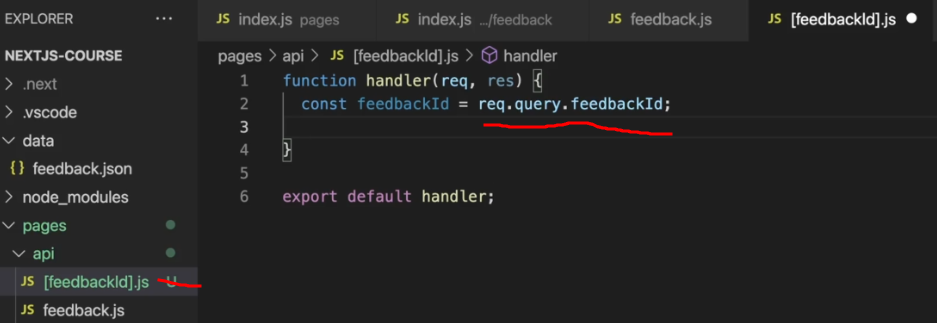 EXPLORER ...
NEXTJS-COURSE
> .next
> .vscode
data
{} feedback.json
> node_modules
pages
api
JS [feedbackId].js U
JS feedback.js
JS index.js pages
JS index.js .../feedback
JS feedback.js
JS [feedbackId].js
pages > api > JS [feedbackId].js > handler
1 function handler(req, res) {
2 const feedbackId = req.query.feedbackId;
3
4 }
5
6 export default handler;